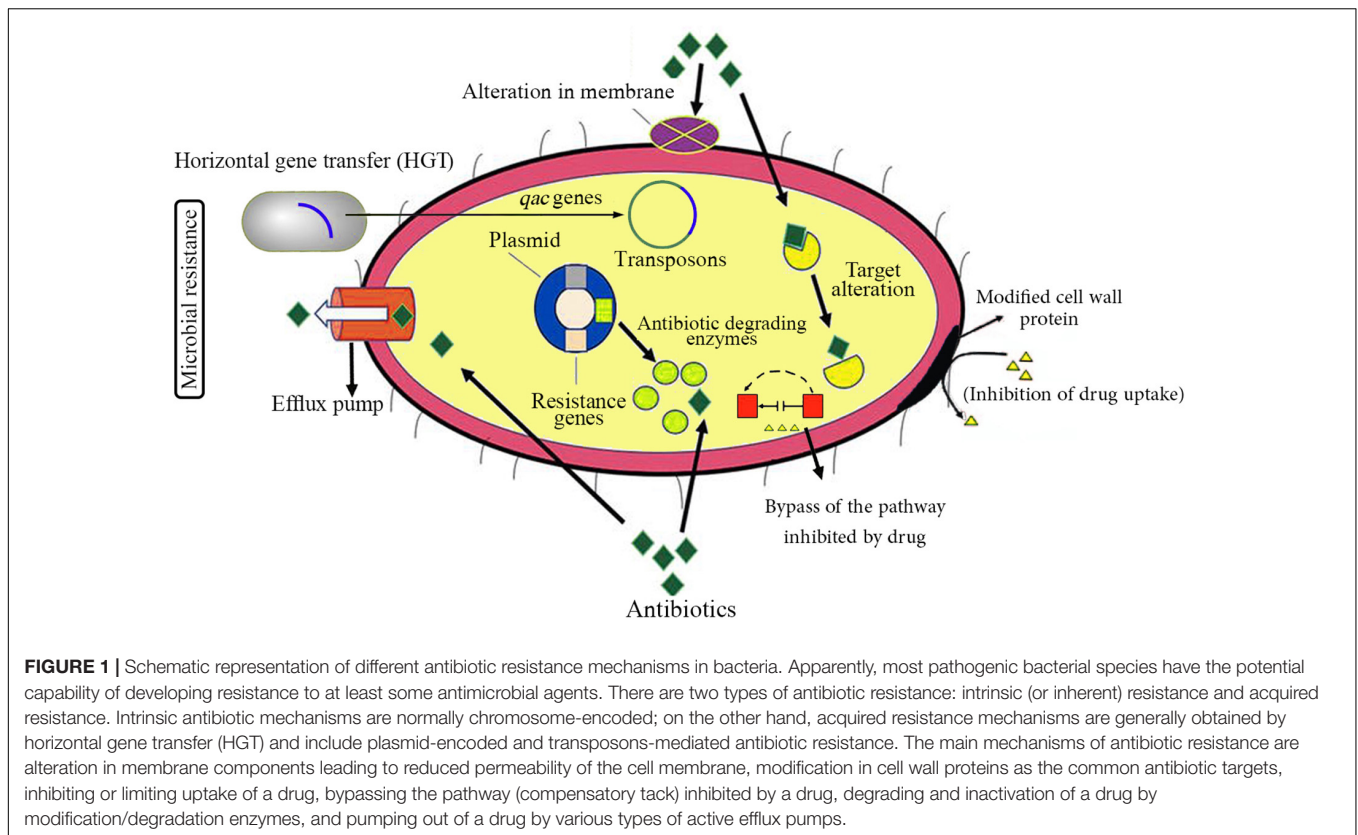 Alteration in membrane
Horizontal gene transfer (HGT)
Microbial resistance
qac genes
Plasmid
Transposons
Target
alteration
Modified cell wall
protein
Antibiotic degrading
enzymes
(Inhibition of drug uptake)
Efflux pump
Resistance
genes
Bypass of the pathway
inhibited by drug
Antibiotics
FIGURE 1 | Schematic representation of different antibiotic resistance mechanisms in bacteria. Apparently, most pathogenic bacterial species have the potential
capability of developing resistance to at least some antimicrobial agents. There are two types of antibiotic resistance: intrinsic (or inherent) resistance and acquired
resistance. Intrinsic antibiotic mechanisms are normally chromosome-encoded; on the other hand, acquired resistance mechanisms are generally obtained by
horizontal gene transfer (HGT) and include plasmid-encoded and transposons-mediated antibiotic resistance. The main mechanisms of antibiotic resistance are
alteration in membrane components leading to reduced permeability of the cell membrane, modification in cell wall proteins as the common antibiotic targets,
inhibiting or limiting uptake of a drug, bypassing the pathway (compensatory tack) inhibited by a drug, degrading and inactivation of a drug by
modification/degradation enzymes, and pumping out of a drug by various types of active efflux pumps.